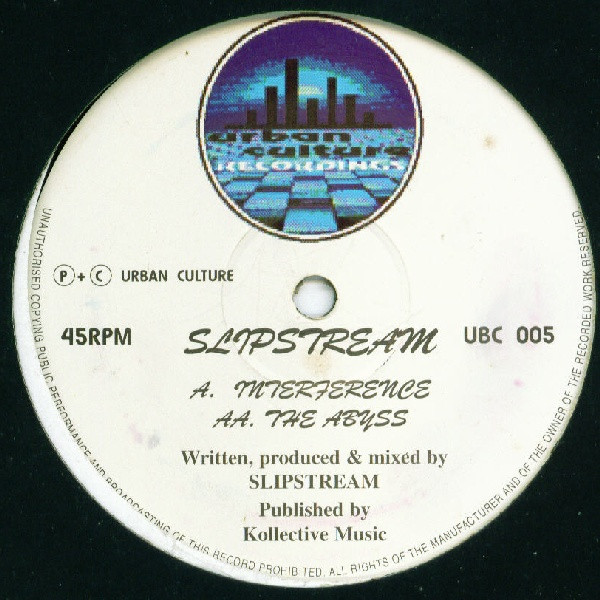 urban
culture
RECORDINGS
Ⓟ + Ⓒ URBAN CULTURE
45RPM
SLIPSTREAM
UBC 005
A. INTERFERENCE
AA. THE ABYSS
Written, produced & mixed by
SLIPSTREAM
Published by
Kollective Music
UNAUTHORISED COPYING PUBLIC PERFORMANCE AND BROADCASTING OF THIS RECORD PROHIBITED. ALL RIGHTS OF THE MANUFACTURER AND OF THE OWNER OF THE RECORDED WORK RESERVED